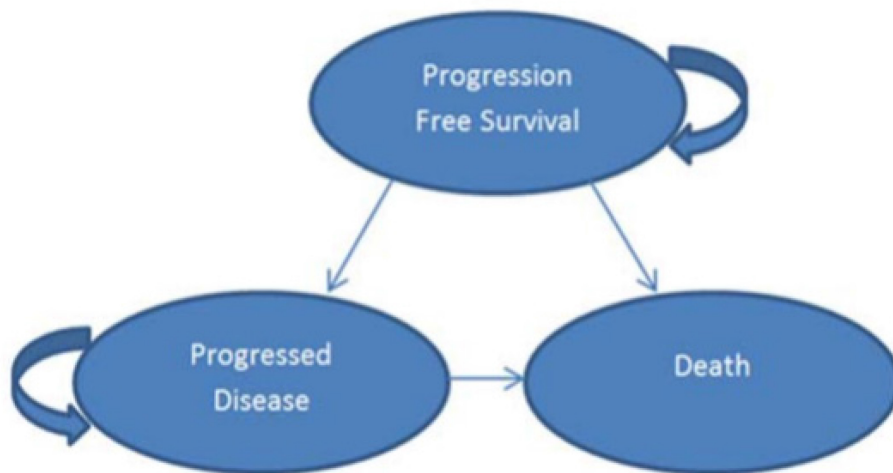 Progression
Free Survival
Progressed
Disease
Death